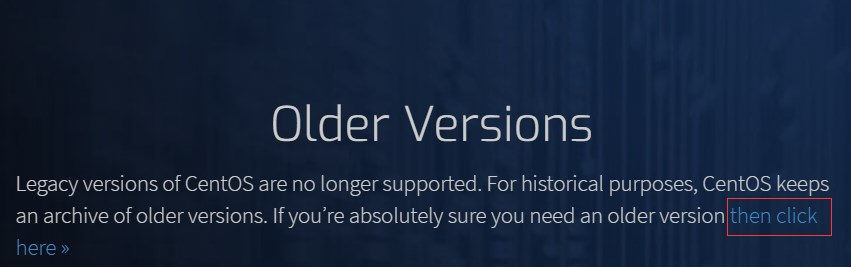 Older Versions
Legacy versions of CentOS are no longer supported. For historical purposes, CentOS keeps
an archive of older versions. If you’re absolutely sure you need an older version then click
here »